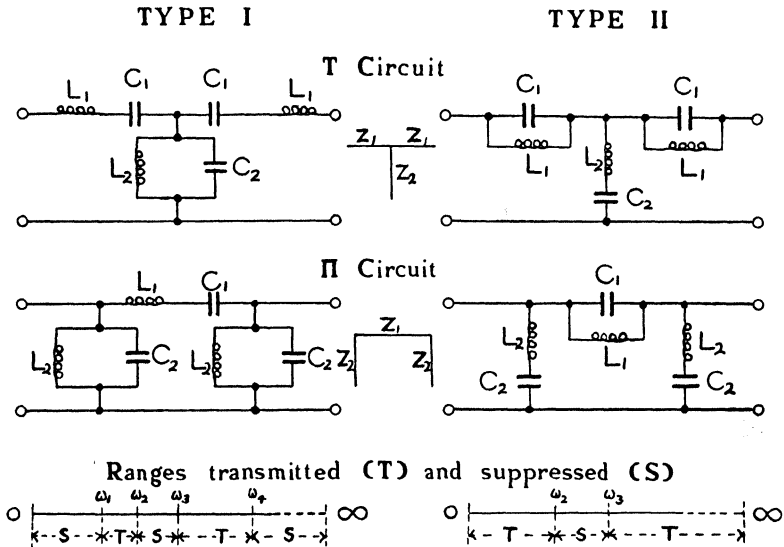 TYPE I TYPE II
T Circuit
L₁ C₁ C₁ L₁
L₂ C₂
Z₁ Z₁
Z₂
C₁ C₁
L₁ L₂ L₁
C₂
Π Circuit
L₁ C₁
L₂ C₂ L₂ C₂
Z₁
Z₂ Z₂
C₁
L₂ L₁ L₂
C₂ C₂
Ranges transmitted (T) and suppressed (S)
ω₁ ω₂ ω₃ ω₄
O ∞
S T S T S
ω₂ ω₃
O ∞
T S T